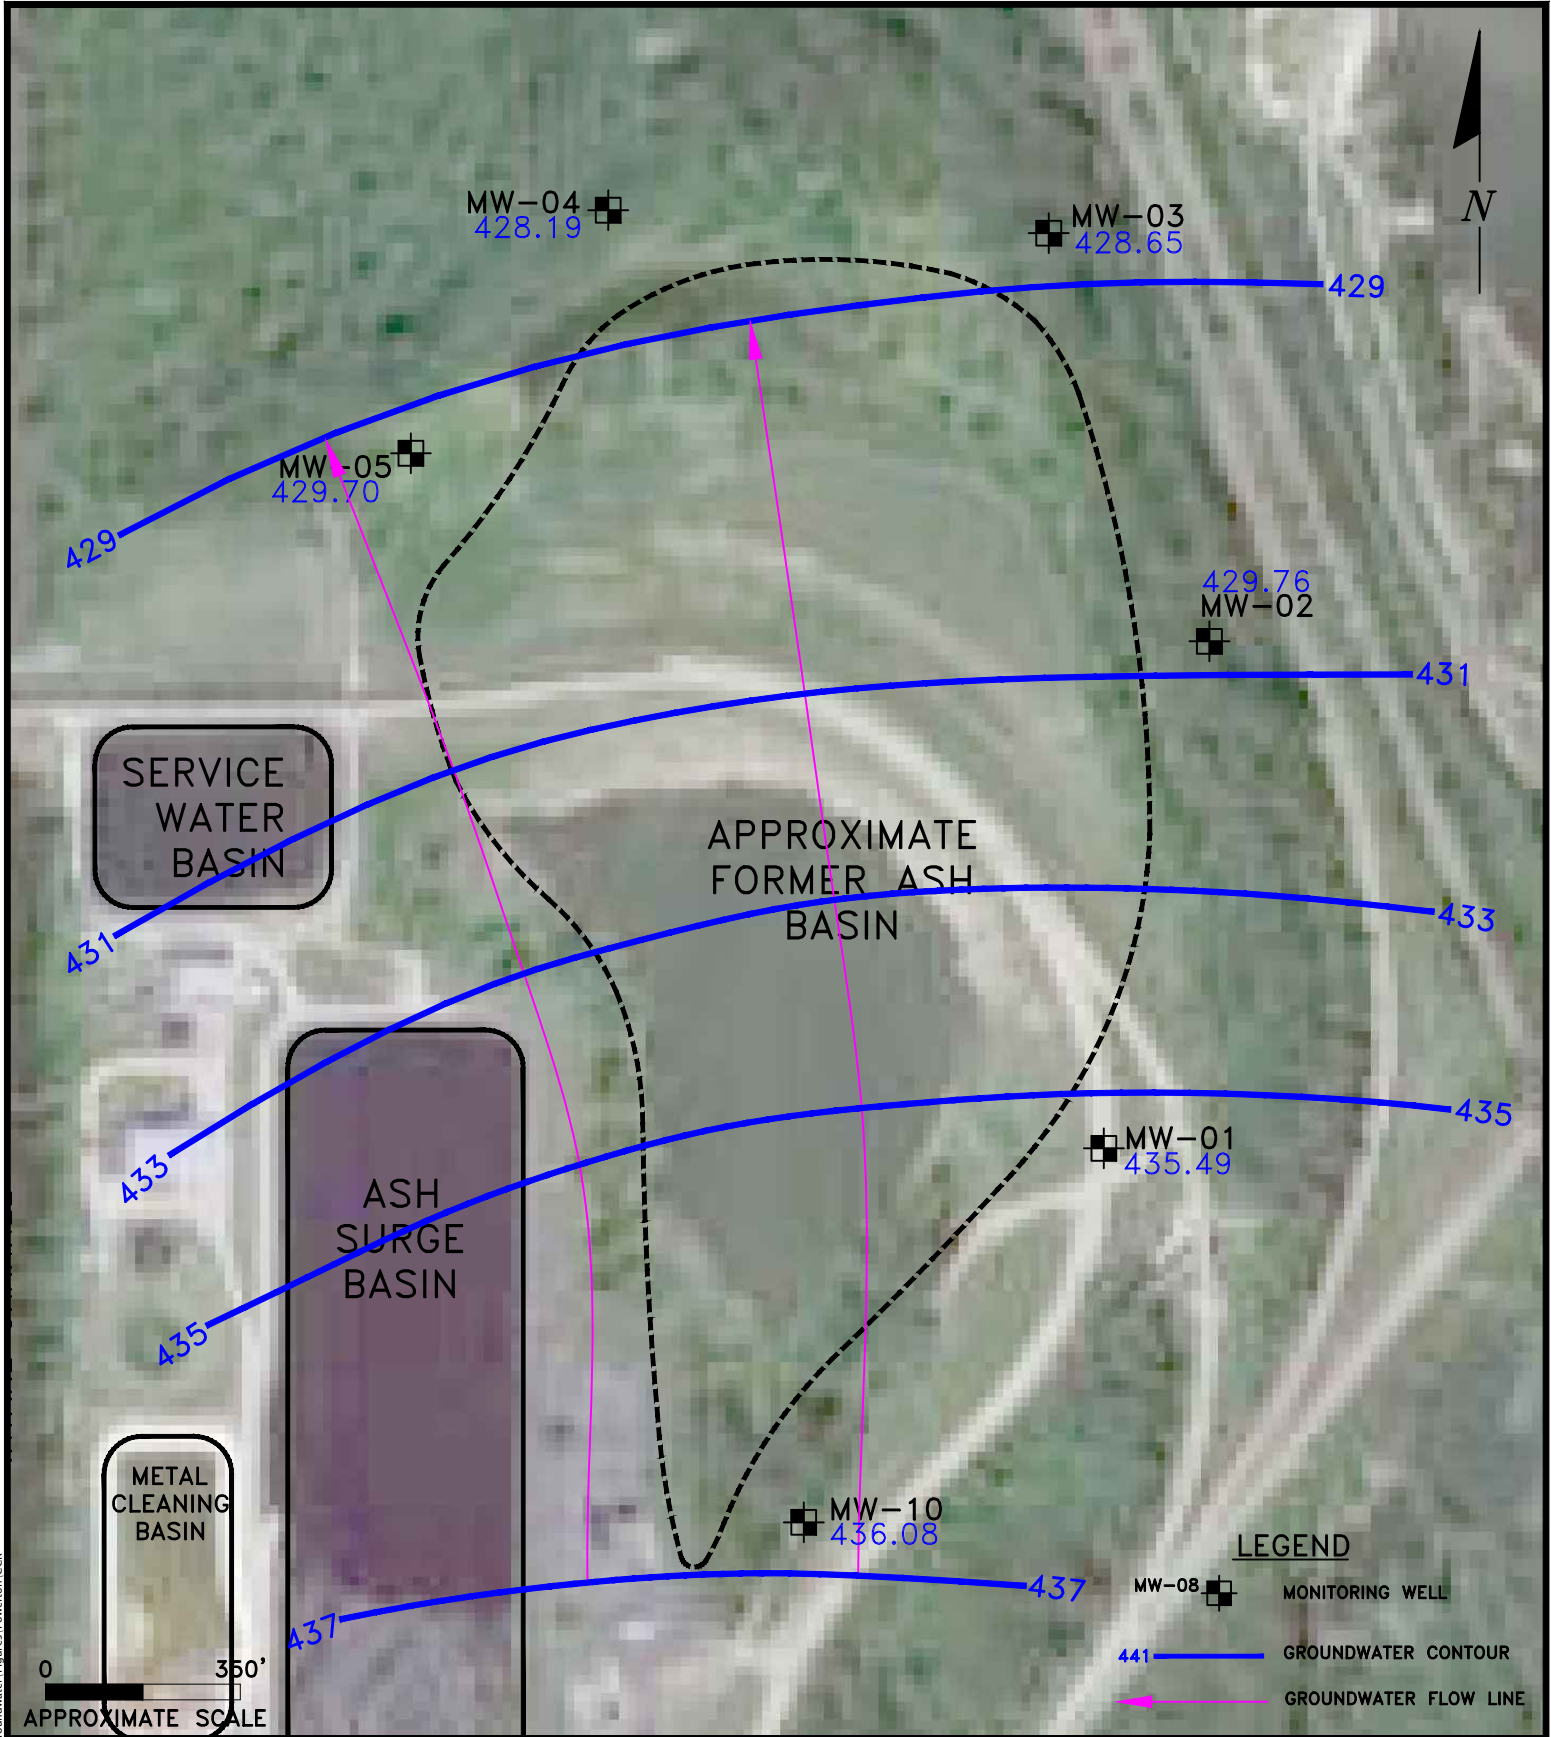 N
MW-04
428.19
MW-03
428.65
429
MW-05
429.70
429
429.76
MW-02
431
SERVICE
WATER
BASIN
431
APPROXIMATE
FORMER ASH
BASIN
433
433
435
MW-01
435.49
ASH
SURGE
BASIN
435
METAL
CLEANING
BASIN
MW-10
436.08
437
437
LEGEND
MW-08 MONITORING WELL
441 GROUNDWATER CONTOUR
GROUNDWATER FLOW LINE
0 350'
APPROXIMATE SCALE